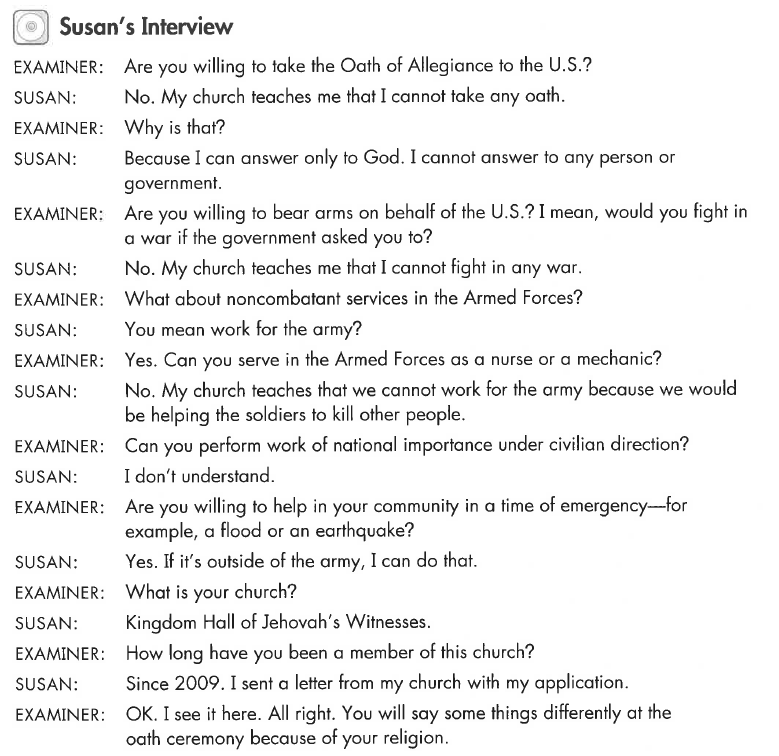 Susan's Interview
EXAMINER: Are you willing to take the Oath of Allegiance to the U.S.?
SUSAN: No. My church teaches me that I cannot take any oath.
EXAMINER: Why is that?
SUSAN: Because I can answer only to God. I cannot answer to any person or
government.
EXAMINER: Are you willing to bear arms on behalf of the U.S.? I mean, would you fight in
a war if the government asked you to?
SUSAN: No. My church teaches me that I cannot fight in any war.
EXAMINER: What about noncombatant services in the Armed Forces?
SUSAN: You mean work for the army?
EXAMINER: Yes. Can you serve in the Armed Forces as a nurse or a mechanic?
SUSAN: No. My church teaches that we cannot work for the army because we would
be helping the soldiers to kill other people.
EXAMINER: Can you perform work of national importance under civilian direction?
SUSAN: I don't understand.
EXAMINER: Are you willing to help in your community in a time of emergency—for
example, a flood or an earthquake?
SUSAN: Yes. If it's outside of the army, I can do that.
EXAMINER: What is your church?
SUSAN: Kingdom Hall of Jehovah's Witnesses.
EXAMINER: How long have you been a member of this church?
SUSAN: Since 2009. I sent a letter from my church with my application.
EXAMINER: OK. I see it here. All right. You will say some things differently at the
oath ceremony because of your religion.